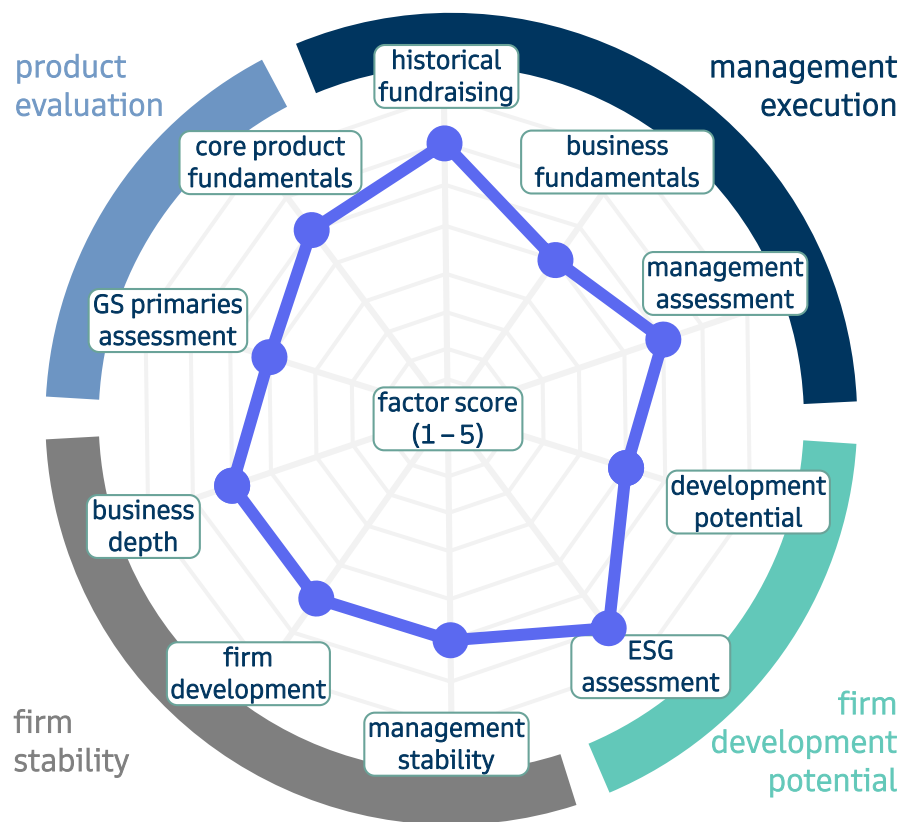 product
evaluation
management
execution
historical
fundraising
core product
fundamentals
business
fundamentals
management
assessment
GS primaries
assessment
factor score
(1 – 5)
development
potential
business
depth
firm
development
ESG
assessment
management
stability
firm
stability
firm
development
potential